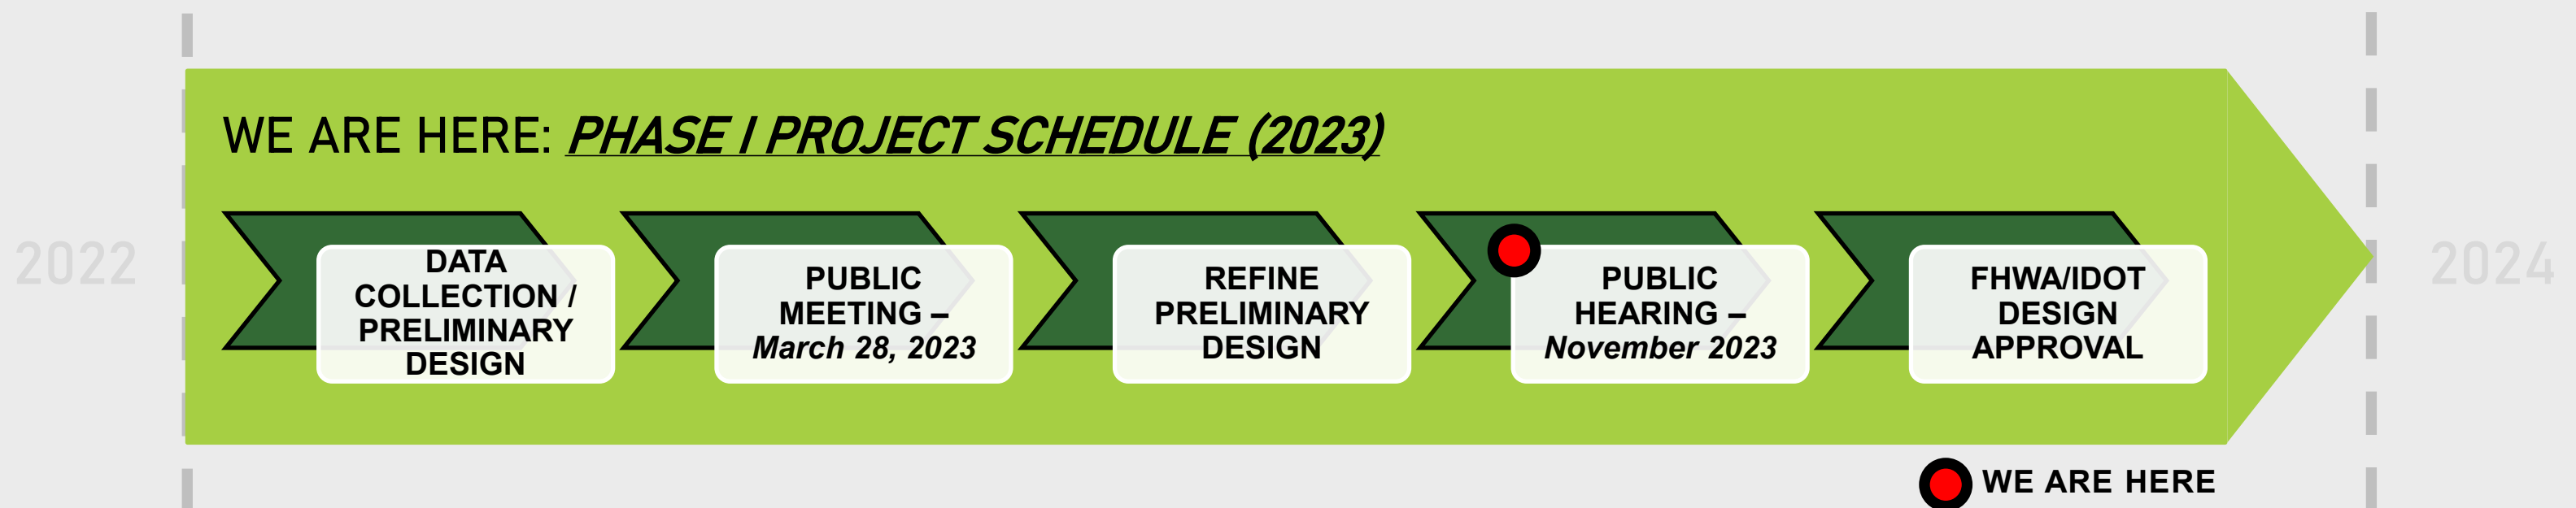 WE ARE HERE: PHASE I PROJECT SCHEDULE (2023)
2022
DATA
COLLECTION /
PRELIMINARY
DESIGN
PUBLIC
MEETING –
March 28, 2023
REFINE
PRELIMINARY
DESIGN
PUBLIC
HEARING –
November 2023
FHWA/IDOT
DESIGN
APPROVAL
2024
WE ARE HERE